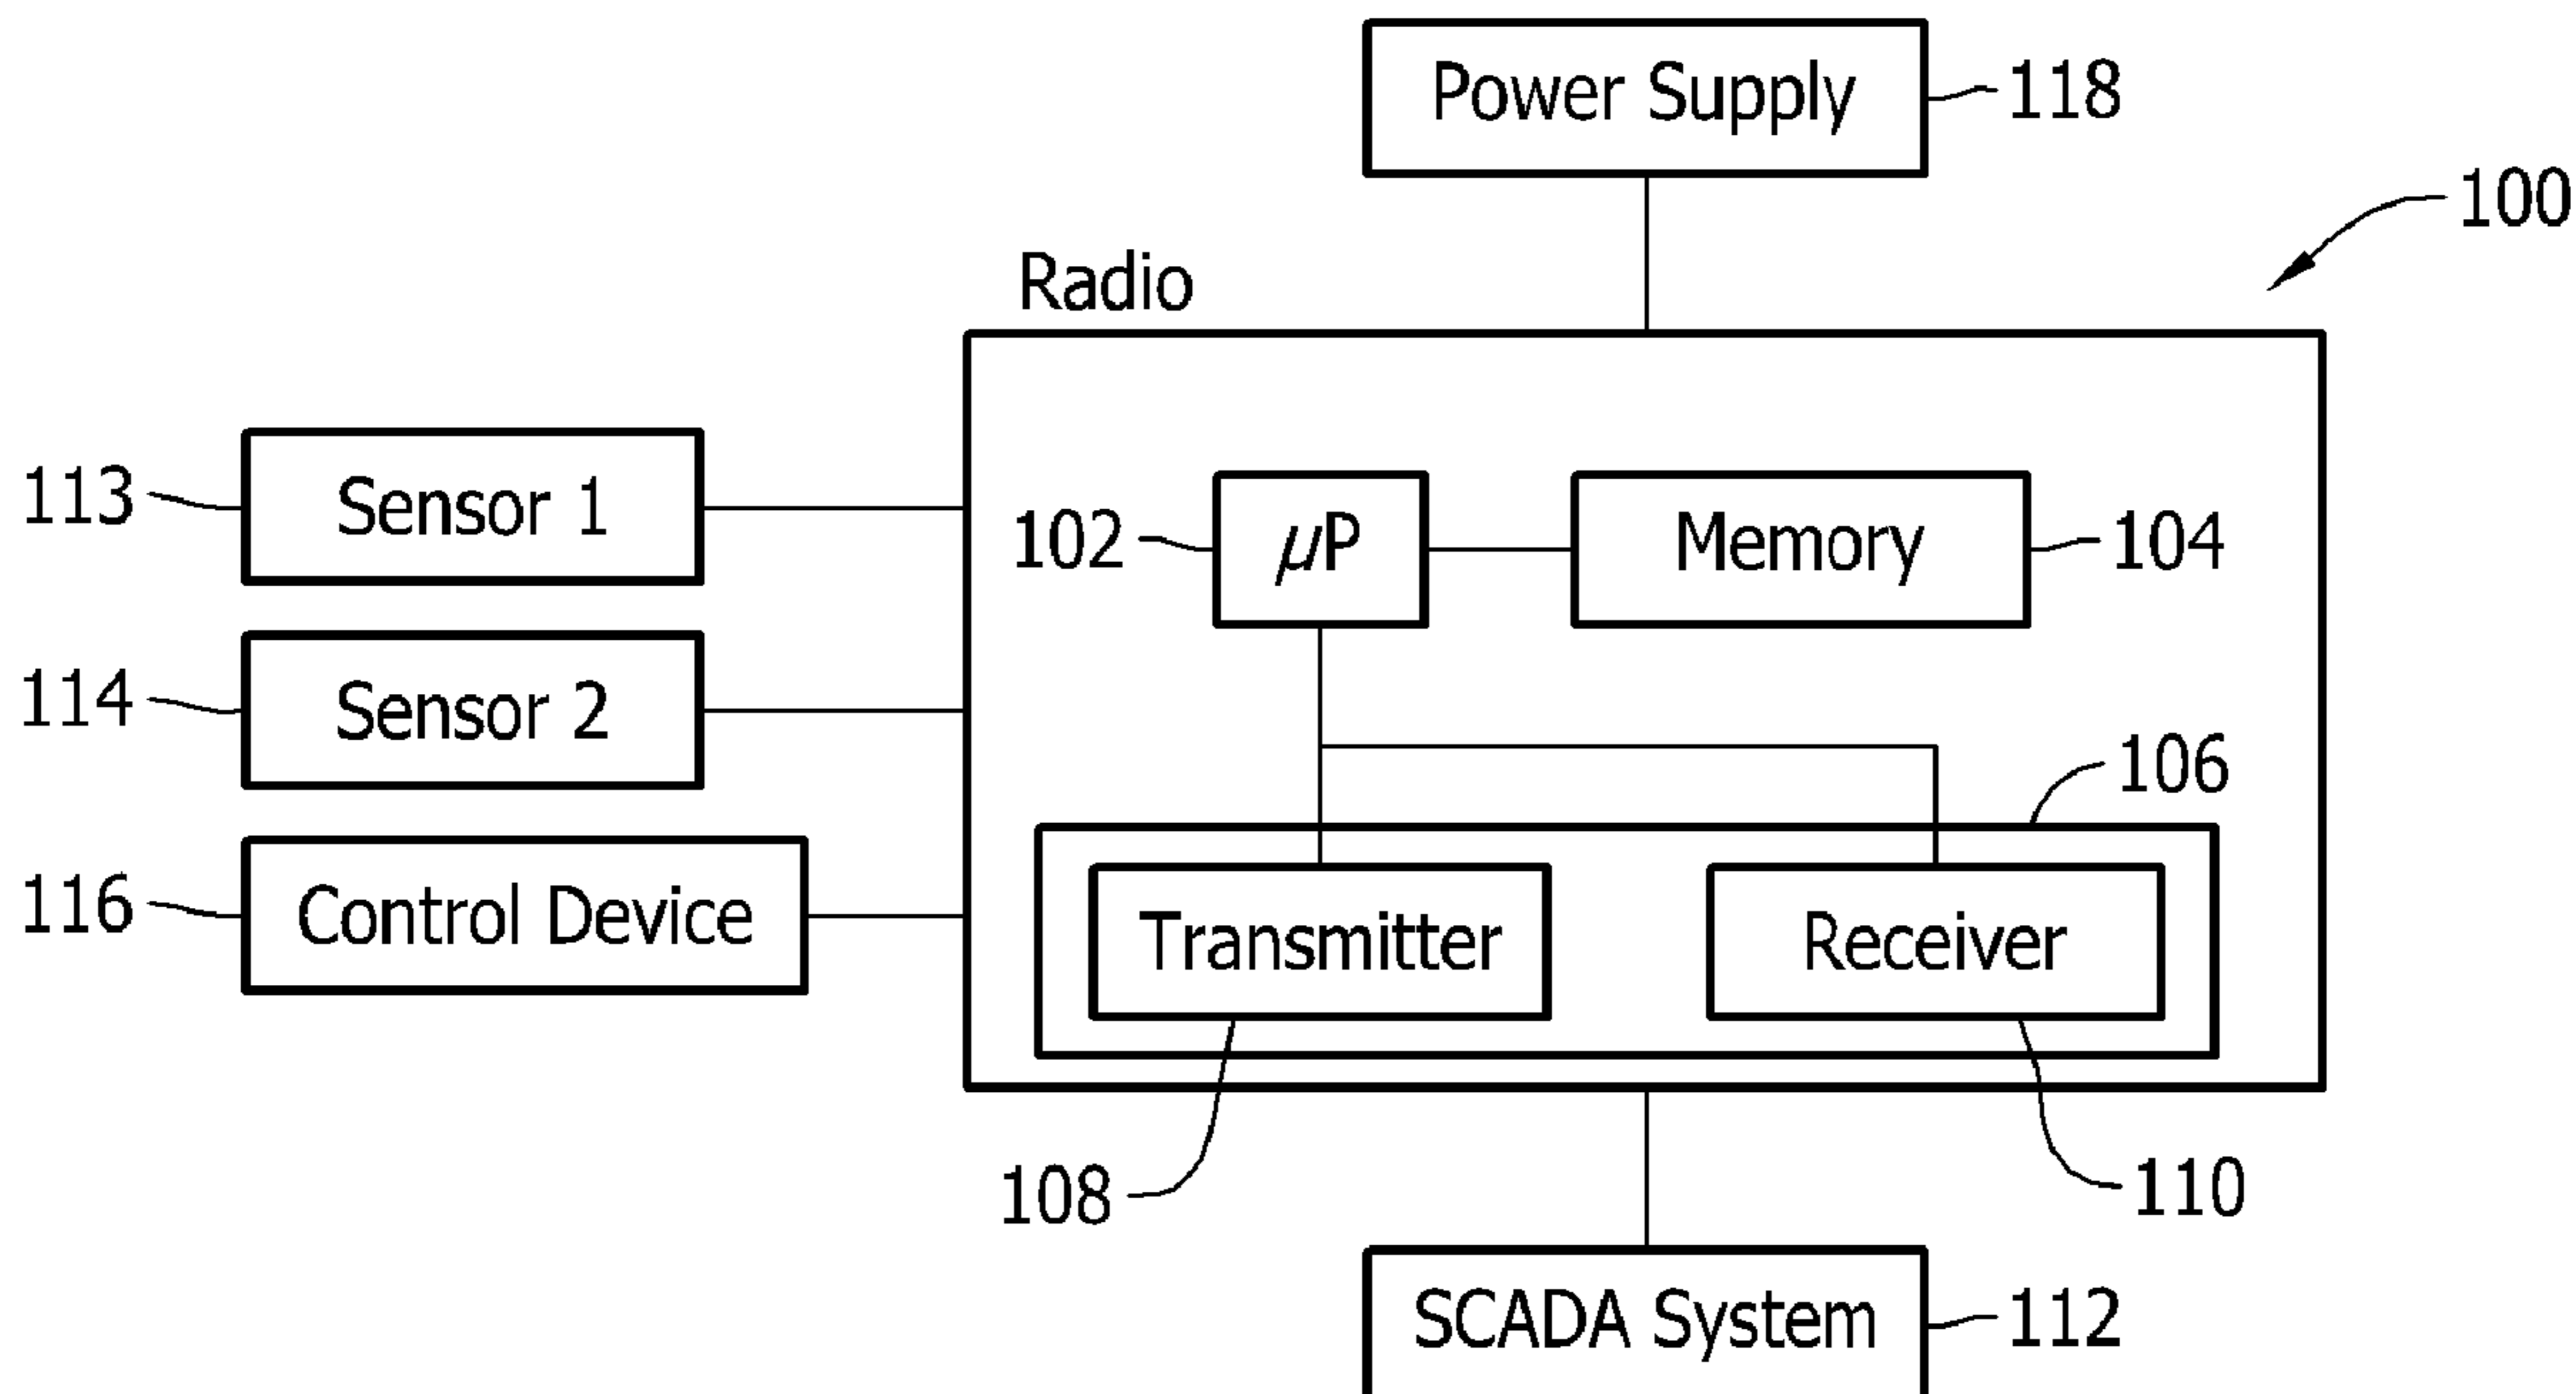 Power Supply
118
100
Radio
113
Sensor 1
102
µP
Memory
104
114
Sensor 2
106
116
Control Device
Transmitter
Receiver
108
110
SCADA System
112